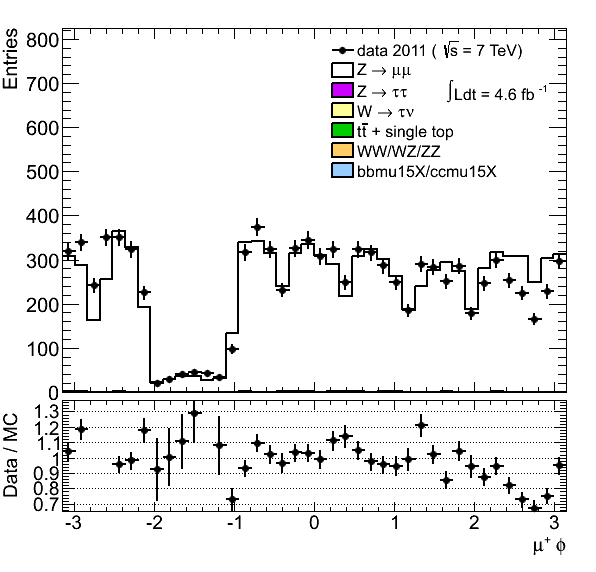 Entries
800
700
600
500
400
300
200
100
0
data 2011 ( √s = 7 TeV)
Z → μμ
Z → ττ
∫Ldt = 4.6 fb⁻¹
W → τν
tt̄ + single top
WW/WZ/ZZ
bbmu15X/ccmu15X
Data / MC
1.3
1.2
1.1
1
0.9
0.8
0.7
-3 -2 -1 0 1 2 3
μ⁺ ϕ